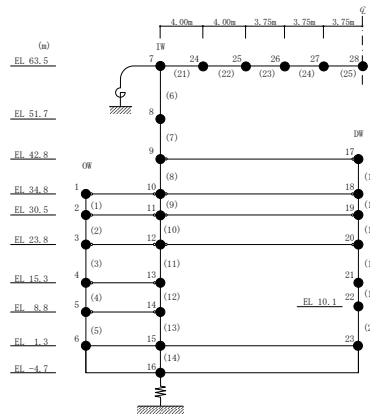 ℄
4.00m 4.00m 3.75m 3.75m 3.75m
(m) IW
EL 63.5 7 24 25 26 27 28
(21) (22) (23) (24) (25)
(6)
EL 51.7 8
(7)
EL 42.8 9 17
OW DW
(8)
EL 34.8 1 10 18
(1) (9)
EL 30.5 2 11 19
(2) (10)
EL 23.8 3 12 20
(3) (11)
EL 15.3 4 13 21
(4) (12) EL 10.1 22
EL 8.8 5 14
(5) (13)
EL 1.3 6 15 23
(14)
EL -4.7 16